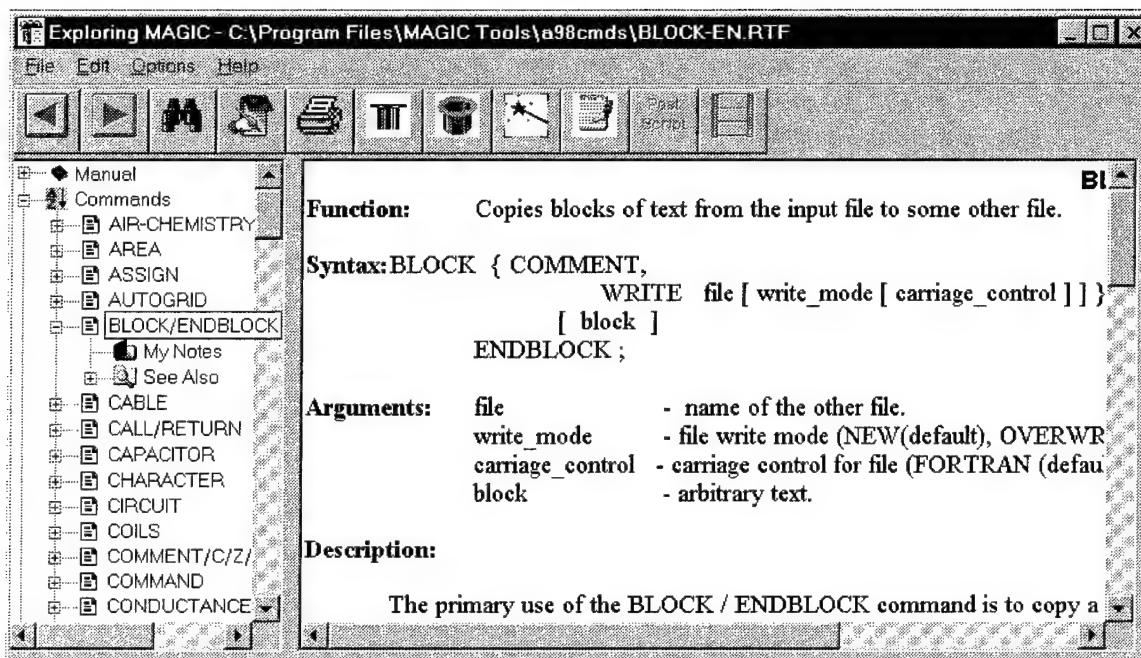 Exploring MAGIC - C:\Program Files\MAGIC Tools\a98cmds\BLOCK-EN.RTF
File Edit Options Help
Post
Script
Manual
Commands
AIR-CHEMISTRY
AREA
ASSIGN
AUTOGRID
BLOCK/ENDBLOCK
My Notes
See Also
CABLE
CALL/RETURN
CAPACITOR
CHARACTER
CIRCUIT
COILS
COMMENT/C/Z/
COMMAND
CONDUCTANCE
BL
Function: Copies blocks of text from the input file to some other file.
Syntax: BLOCK { COMMENT,
WRITE file [ write_mode [ carriage_control ] ] }
[ block ]
ENDBLOCK ;
Arguments: file - name of the other file.
write_mode - file write mode (NEW(default), OVERWR
carriage_control - carriage control for file (FORTRAN (defau
block - arbitrary text.
Description:
The primary use of the BLOCK / ENDBLOCK command is to copy a